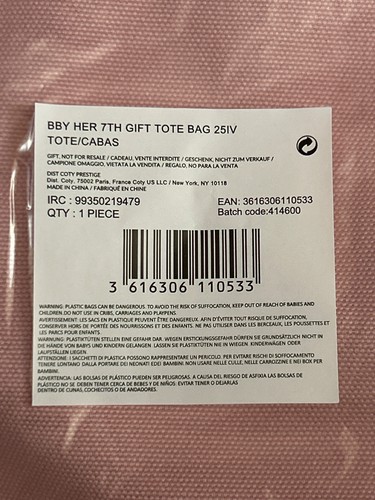 BBY HER 7TH GIFT TOTE BAG 25IV
TOTE/CABAS
GIFT, NOT FOR RESALE / CADEAU, VENTE INTERDITE / GESCHENK, NICHT ZUM VERKAUF /
CAMPIONE OMAGGIO, VIETATA LA VENDITA / REGALO, NO PARA LA VENTA
DIST COTY PRESTIGE
Dist. Coty, 75002 Paris, France Coty US LLC / New York, NY 10118
MADE IN CHINA / FABRIQUÉ EN CHINE
IRC : 99350219479
EAN: 3616306110533
QTY : 1 PIECE
Batch code:414600
3 616306 110533
WARNING: PLASTIC BAGS CAN BE DANGEROUS. TO AVOID THE RISK OF SUFFOCATION, KEEP OUT OF REACH OF BABIES AND
CHILDREN. DO NOT USE IN CRIBS, CARRIAGES AND PLAYPENS.
AVERTISSEMENT: LES SACS EN PLASTIQUE PEUVENT ÊTRE DANGEREUX. AFIN D'ÉVITER TOUT RISQUE DE SUFFOCATION,
CONSERVER HORS DE PORTÉE DES NOURRISSONS ET DES ENFANTS. NE PAS UTILISER DANS LES BERCEAUX, LES POUSSETTES ET
LES PARCS POUR ENFANTS.
WARNUNG: PLASTIKTÜTEN STELLEN EINE GEFAHR DAR. WEGEN ERSTICKUNGSGEFAHR DÜRFEN SIE GRUNDSÄTZLICH NICHT IN
DIE HÄNDE VON BABYS UND KINDERN GELANGEN. LASSEN SIE PLASTIKTÜTEN NIE IN WIEGEN, KINDERWÄGEN ODER
LAUFSTÄLLEN LIEGEN
ATTENZIONE: I SACCHETTI DI PLASTICA POSSONO RAPPRESENTARE UN PERICOLO. PER EVITARE RISCHI DI SOFFOCAMENTO
TENERE LONTANO DALLA PORTATA DEI NEONATI E DEI BAMBINI. NON USARE NELLE CULLE, NELLE CARROZZINE E NEI BOX PER
BAMBINI.
ADVERTENCIA: LAS BOLSAS DE PLÁSTICO PUEDEN SER PELIGROSAS. A CAUSA DEL RIESGO DE ASFIXIA LAS BOLSAS DE
PLÁSTICO NO SE DEBEN TENER CERCA DE BEBÉS Y DE NIÑOS. EVITAR TENER O DEJARLAS
DENTRO DE CUNAS, COCHECITOS O DE ANDADORES.